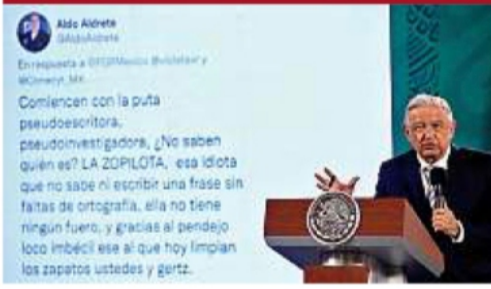 Aldo Aldrete
@AldoAldrete
En respuesta a @FGRMexico y
Comiencen con la puta
pseudoescritora,
pseudoinvestigadora, ¿No saben
quién es? LA ZOPILOTA, esa idiota
que no sabe ni escribir una frase sin
faltas de ortografía, ella no tiene
ningún fuero, y gracias al pendejo
loco imbécil ese al que hoy limpian
los zapatos ustedes y gertz.